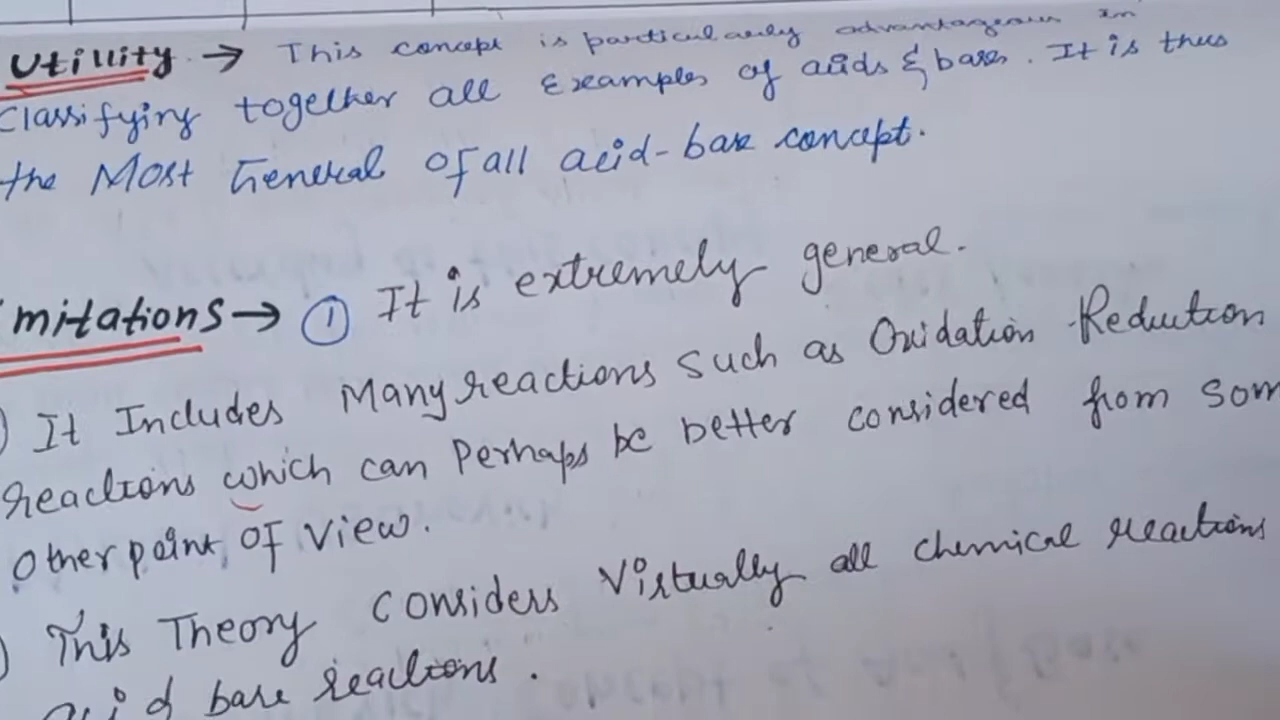 Utillity → This concept is particularly advantageous in
Classifying together all Examples of acids & bases. It is thus
the Most General of all acid-base concept.
mitations → ① It is extremely general.
) It Includes Many reactions such as Oxidation-Reduction
reactions which can Perhaps be better considered from som
Other point of View.
) This Theory Considers Virtually all chemical reactions
acid base reactions.